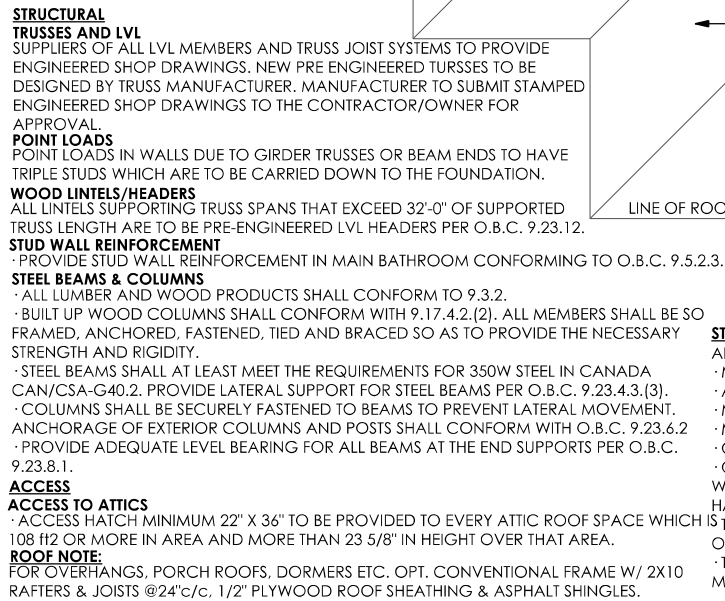 STRUCTURAL
TRUSSES AND LVL
SUPPLIERS OF ALL LVL MEMBERS AND TRUSS JOIST SYSTEMS TO PROVIDE
ENGINEERED SHOP DRAWINGS. NEW PRE ENGINEERED TURSSES TO BE
DESIGNED BY TRUSS MANUFACTURER. MANUFACTURER TO SUBMIT STAMPED
ENGINEERED SHOP DRAWINGS TO THE CONTRACTOR/OWNER FOR
APPROVAL.
POINT LOADS
POINT LOADS IN WALLS DUE TO GIRDER TRUSSES OR BEAM ENDS TO HAVE
TRIPLE STUDS WHICH ARE TO BE CARRIED DOWN TO THE FOUNDATION.
WOOD LINTELS/HEADERS
ALL LINTELS SUPPORTING TRUSS SPANS THAT EXCEED 32'-0" OF SUPPORTED
TRUSS LENGTH ARE TO BE PRE-ENGINEERED LVL HEADERS PER O.B.C. 9.23.12.
STUD WALL REINFORCEMENT
· PROVIDE STUD WALL REINFORCEMENT IN MAIN BATHROOM CONFORMING TO O.B.C. 9.5.2.3.
STEEL BEAMS & COLUMNS
· ALL LUMBER AND WOOD PRODUCTS SHALL CONFORM TO 9.3.2.
· BUILT UP WOOD COLUMNS SHALL CONFORM WITH 9.17.4.2.(2). ALL MEMBERS SHALL BE SO
FRAMED, ANCHORED, FASTENED, TIED AND BRACED SO AS TO PROVIDE THE NECESSARY
STRENGTH AND RIGIDITY.
· STEEL BEAMS SHALL AT LEAST MEET THE REQUIREMENTS FOR 350W STEEL IN CANADA
CAN/CSA-G40.2. PROVIDE LATERAL SUPPORT FOR STEEL BEAMS PER O.B.C. 9.23.4.3.(3).
· COLUMNS SHALL BE SECURELY FASTENED TO BEAMS TO PREVENT LATERAL MOVEMENT.
ANCHORAGE OF EXTERIOR COLUMNS AND POSTS SHALL CONFORM WITH O.B.C. 9.23.6.2
· PROVIDE ADEQUATE LEVEL BEARING FOR ALL BEAMS AT THE END SUPPORTS PER O.B.C.
9.23.8.1.
ACCESS
ACCESS TO ATTICS
· ACCESS HATCH MINIMUM 22" X 36" TO BE PROVIDED TO EVERY ATTIC ROOF SPACE WHICH IS
108 ft2 OR MORE IN AREA AND MORE THAN 23 5/8" IN HEIGHT OVER THAT AREA.
ROOF NOTE:
FOR OVERHANGS, PORCH ROOFS, DORMERS ETC. OPT. CONVENTIONAL FRAME W/ 2X10
RAFTERS & JOISTS @24"c/c, 1/2" PLYWOOD ROOF SHEATHING & ASPHALT SHINGLES.
LINE OF